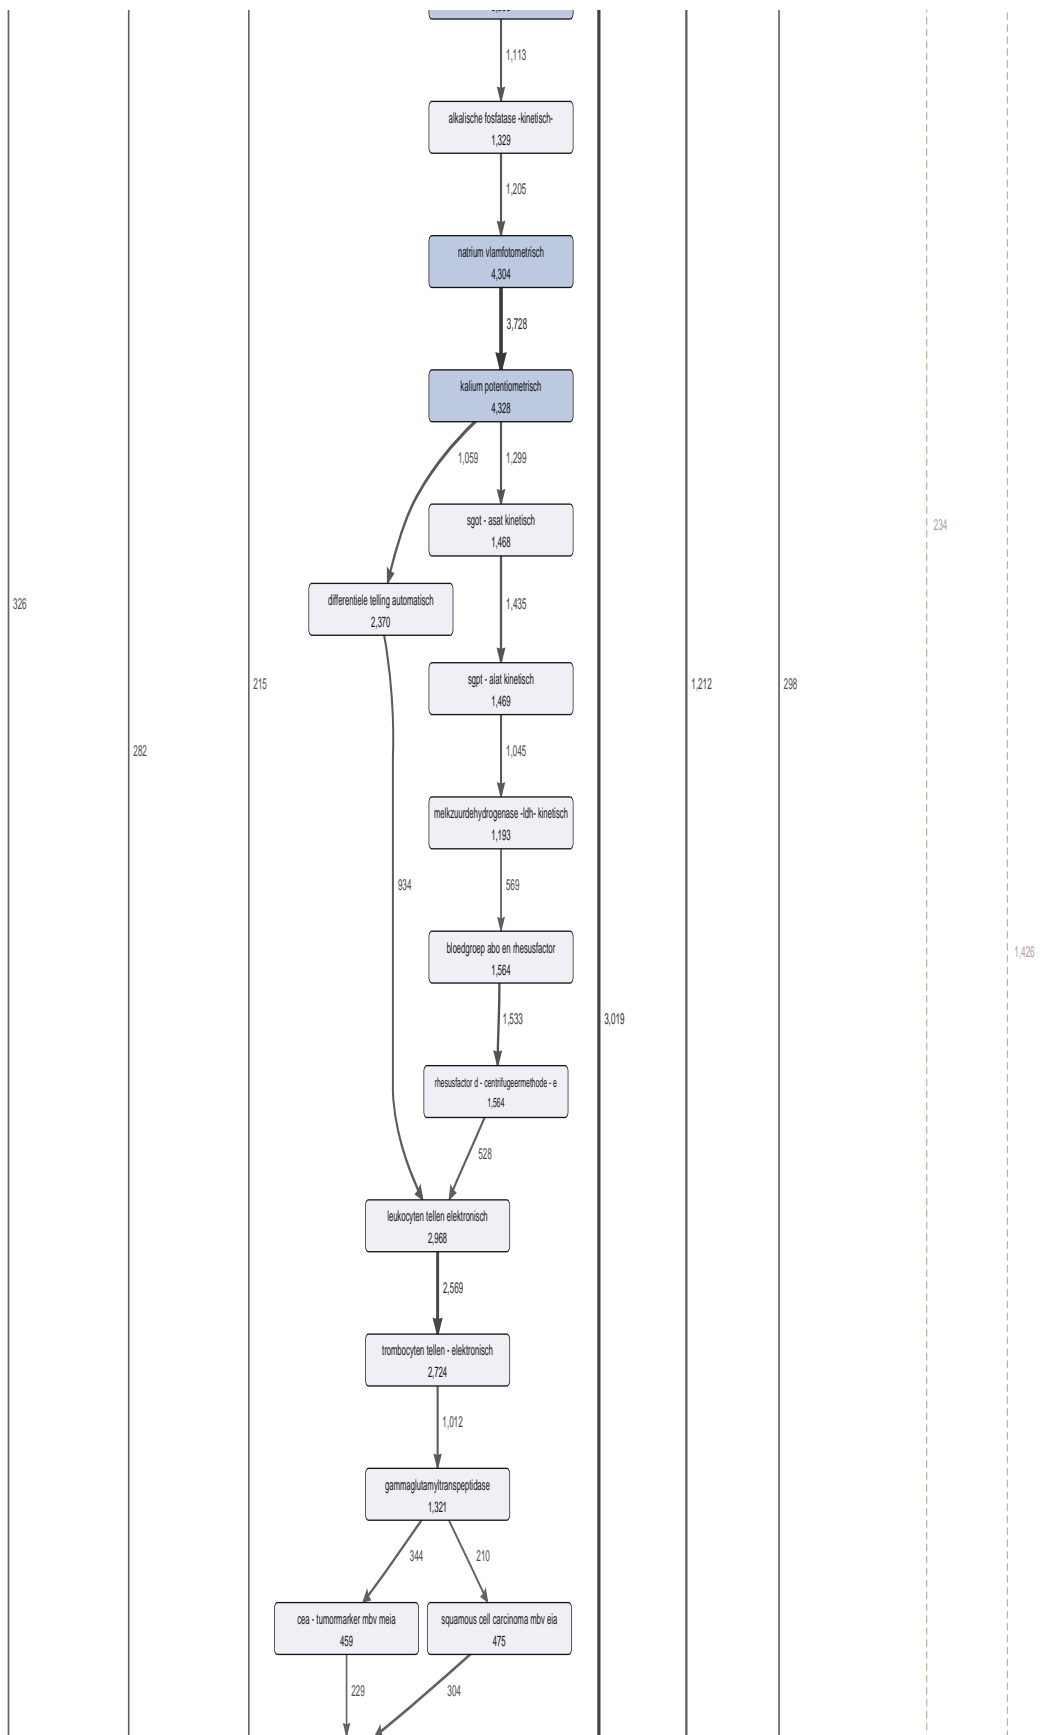 1,113
alkalische fosfatase -kinetisch-
1,329
1,205
natrium vlamfotometrisch
4,304
3,728
kalium potentiometrisch
4,328
1,059
1,299
sgot - asat kinetisch
1,468
234
differentiele telling automatisch
2,370
326
1,435
215
sgpt - alat kinetisch
1,469
1,212
298
282
1,045
melkzuurdehydrogenase -ldh- kinetisch
1,193
934
569
bloedgroep abo en rhesusfactor
1,564
1,426
1,533
3,019
rhesusfactor d - centrifugeermethode - e
1,564
528
leukocyten tellen elektronisch
2,968
2,569
trombocyten tellen - elektronisch
2,724
1,012
gammaglutamyltranspeptidase
1,321
344
210
cea - tumormarker mbv meia
459
squamous cell carcinoma mbv eia
475
229
304